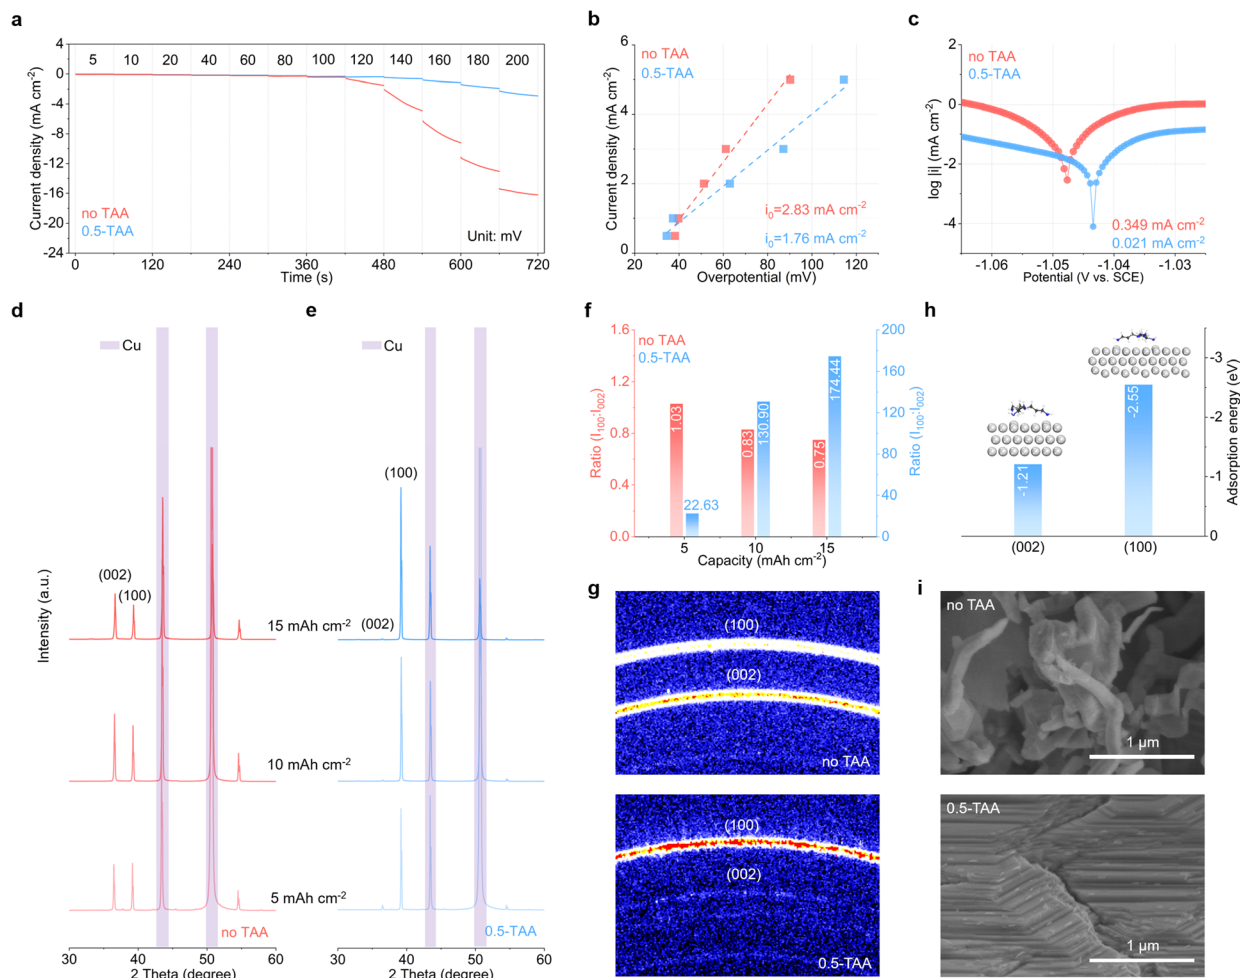 a
5 10 20 40 60 80 100 120 140 160 180 200
Current density (mA cm⁻²)
4
0
-4
-8
-12
-16
-20
-24
no TAA
0.5-TAA
Unit: mV
0 120 240 360 480 600 720
Time (s)
b
no TAA
0.5-TAA
Current density (mA cm⁻²)
6
4
2
0
i₀=2.83 mA cm⁻²
i₀=1.76 mA cm⁻²
20 40 60 80 100 120
Overpotential (mV)
c
no TAA
0.5-TAA
log |i| (mA cm⁻²)
2
0
-2
-4
0.349 mA cm⁻²
0.021 mA cm⁻²
-1.06 -1.05 -1.04 -1.03
Potential (V vs. SCE)
d
Cu
Intensity (a.u.)
(002)
(100)
15 mAh cm⁻²
10 mAh cm⁻²
5 mAh cm⁻²
no TAA
30 40 50 60
2 Theta (degree)
e
Cu
(100)
(002)
0.5-TAA
30 40 50 60
2 Theta (degree)
f
no TAA
0.5-TAA
Ratio (I₁₀₀:I₀₀₂)
1.6
1.2
0.8
0.4
0.0
1.03
22.63
0.83
130.90
0.75
174.44
200
160
120
80
40
0
Ratio (I₁₀₀:I₀₀₂)
5 10 15
Capacity (mAh cm⁻²)
h
-1.21
-2.55
-3
-2
-1
0
Adsorption energy (eV)
(002) (100)
g
(100)
(002)
no TAA
(100)
(002)
0.5-TAA
i
no TAA
1 μm
0.5-TAA
1 μm